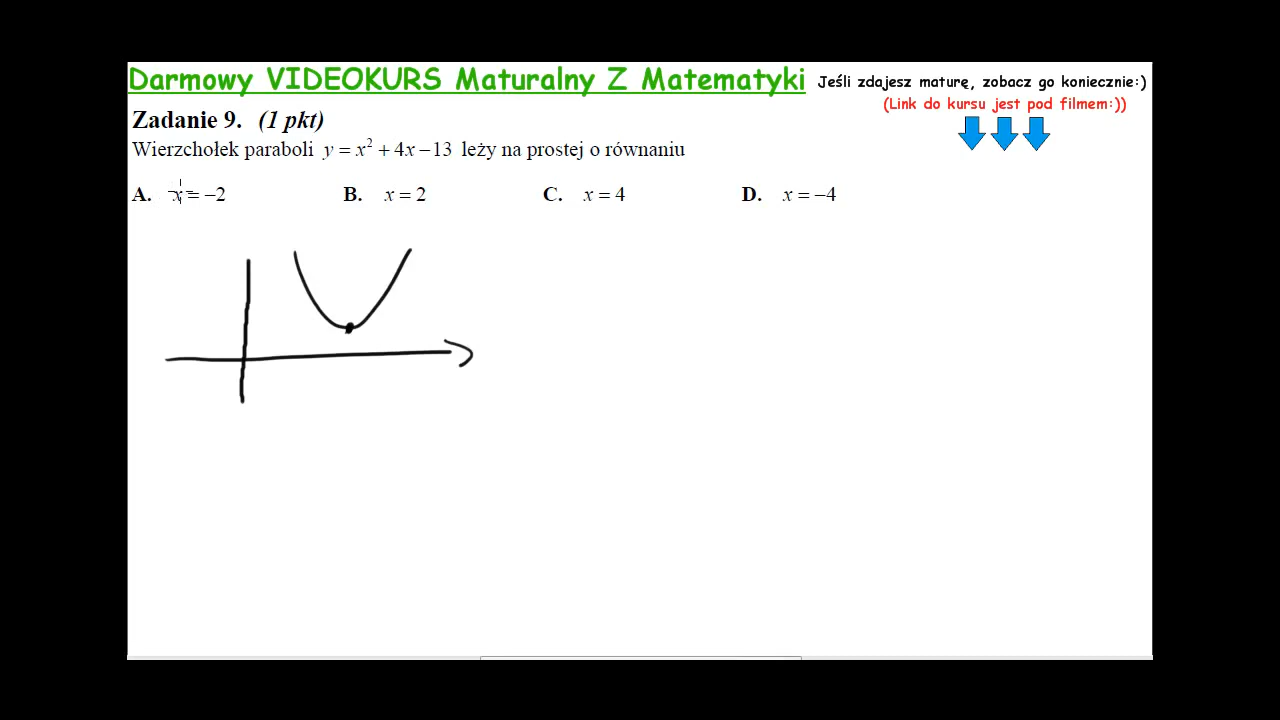 Darmowy VIDEOKURS Maturalny Z Matematyki Jeśli zdajesz maturę, zobacz go koniecznie:)
(Link do kursu jest pod filmem:))
Zadanie 9. (1 pkt)
Wierzchołek paraboli y = x² + 4x − 13 leży na prostej o równaniu
A. x = −2 B. x = 2 C. x = 4 D. x = −4